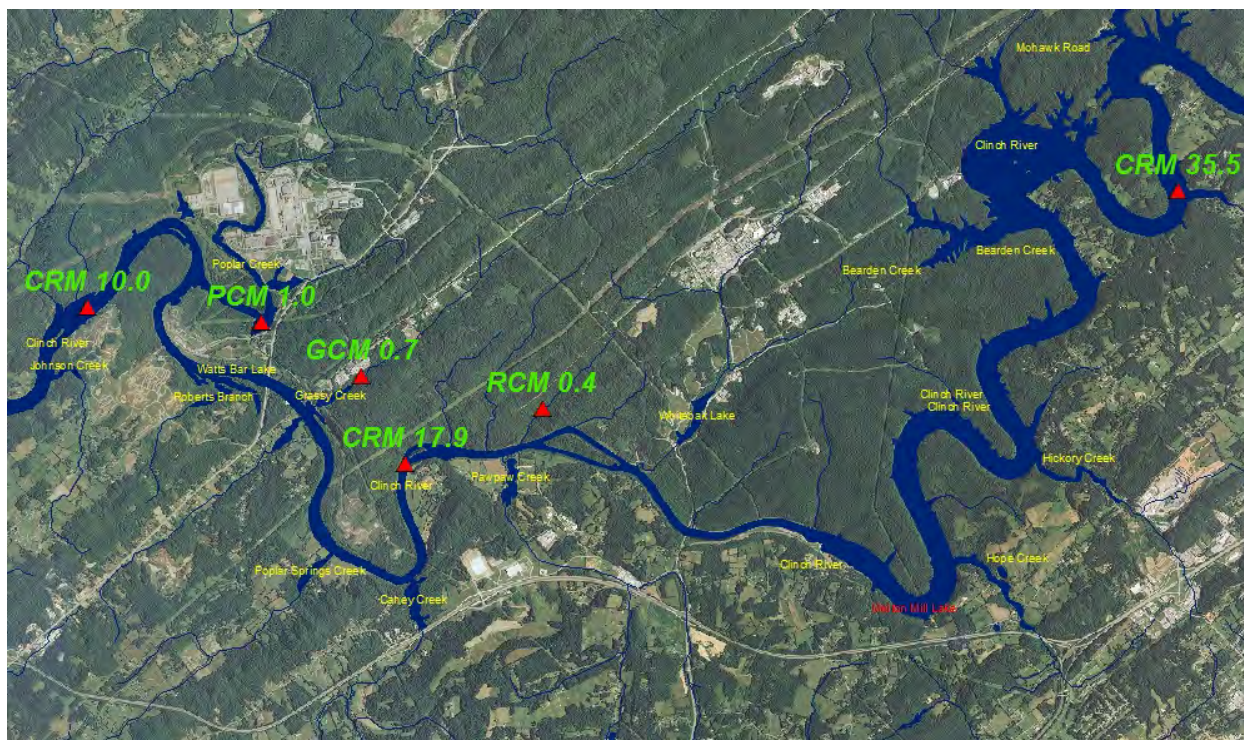 Mohawk Road
Clinch River
CRM 35.5
Bearden Creek
Bearden Creek
Poplar Creek
CRM 10.0
PCM 1.0
Clinch River
Johnson Creek
Watts Bar Lake
Roberts Branch
GCM 0.7
Grassy Creek
RCM 0.4
Whiteoak Lake
Clinch River
Clinch River
CRM 17.9
Clinch River
Pawpaw Creek
Hickory Creek
Poplar Springs Creek
Caney Creek
Clinch River
Hope Creek
Melton Hill Lake